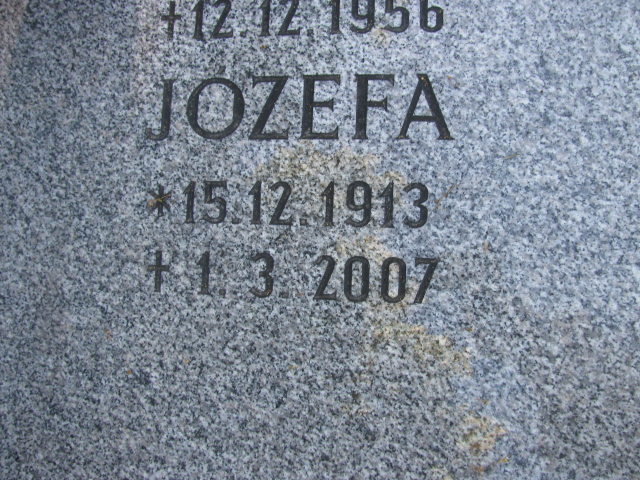 +12.12.1956
JOZEFA
*15.12.1913
+ 1. 3. 2007